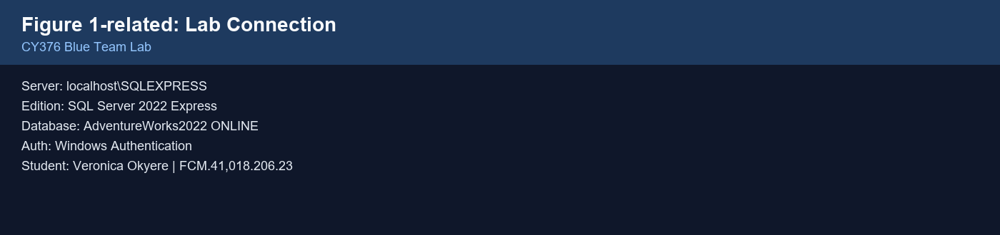 Figure 1-related: Lab Connection
CY376 Blue Team Lab
Server: localhost\SQLEXPRESS
Edition: SQL Server 2022 Express
Database: AdventureWorks2022 ONLINE
Auth: Windows Authentication
Student: Veronica Okyere | FCM.41,018.206.23